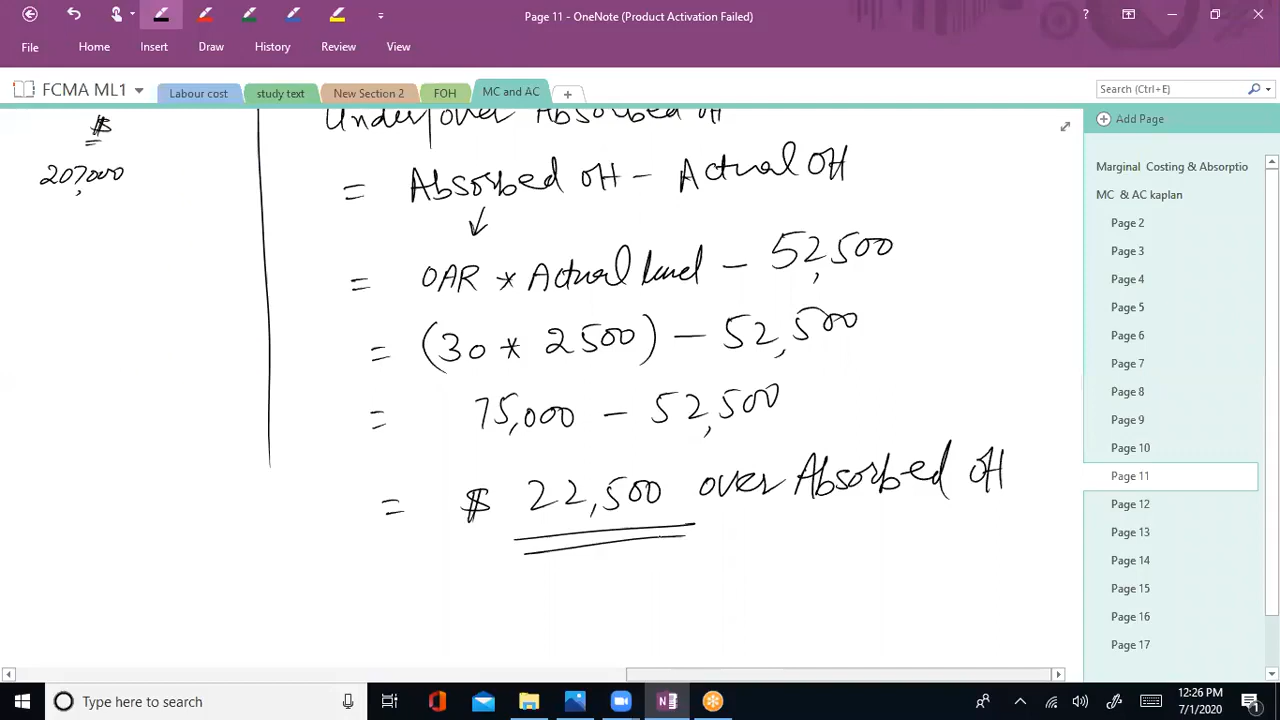 Page 11 - OneNote (Product Activation Failed)
?
File Home Insert Draw History Review View
FCMA ML1
Labour cost study text New Section 2 FOH MC and AC
Search (Ctrl+E)
Add Page
Marginal Costing & Absorptio
MC & AC kaplan
Page 2
Page 3
Page 4
Page 5
Page 6
Page 7
Page 8
Page 9
Page 10
Page 11
Page 12
Page 13
Page 14
Page 15
Page 16
Page 17
$
207,000
Under/over Absorbed OH
= Absorbed OH - Actual OH
= OAR * Actual level - 52,500
= (30 * 2500) - 52,500
= 75,000 - 52,500
= $ 22,500 over Absorbed OH
Type here to search
12:26 PM
7/1/2020
1